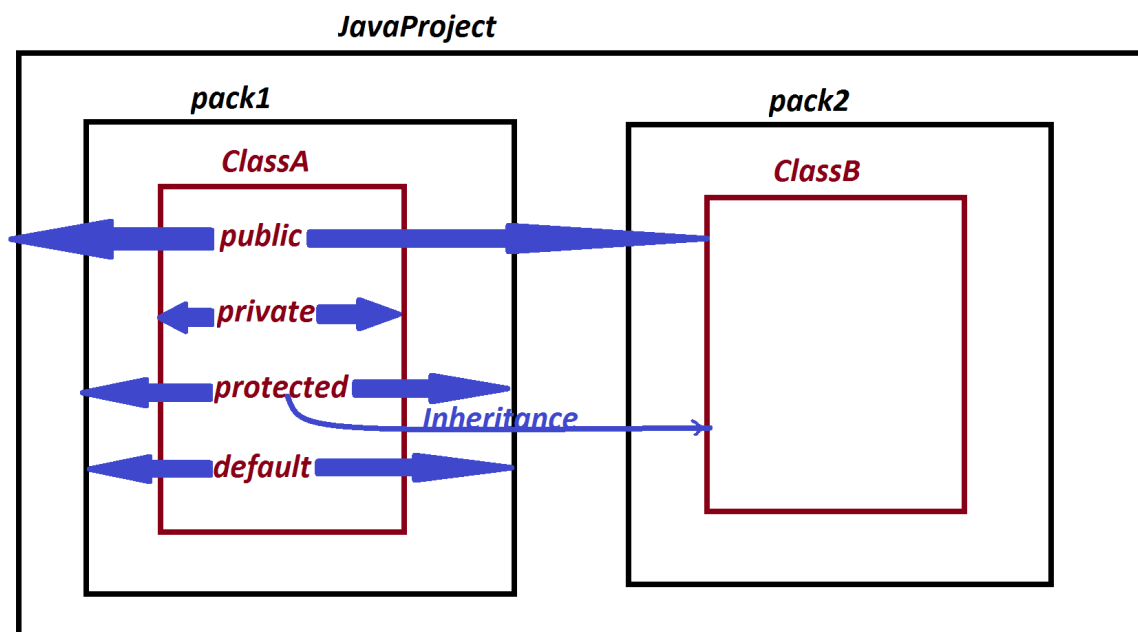 JavaProject
pack1
pack2
ClassA
ClassB
public
private
protected
Inheritance
default